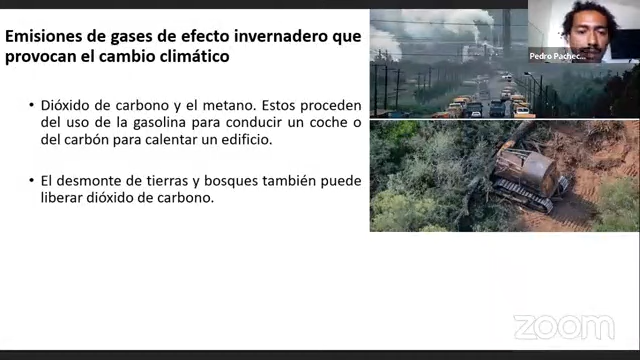 Emisiones de gases de efecto invernadero que
provocan el cambio climático
• Dióxido de carbono y el metano. Estos proceden
del uso de la gasolina para conducir un coche o
del carbón para calentar un edificio.
• El desmonte de tierras y bosques también puede
liberar dióxido de carbono.
Pedro Pachec...
zoom